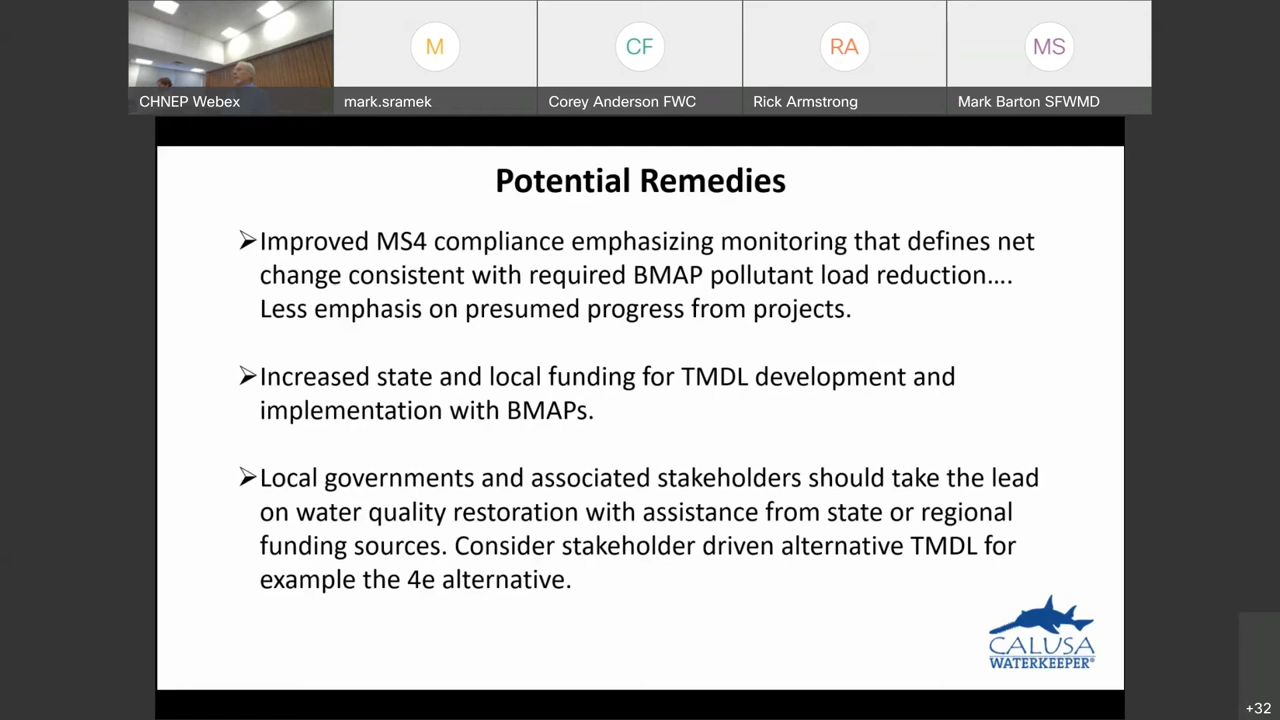 M
CF
RA
MS
CHNEP Webex
mark.sramek
Corey Anderson FWC
Rick Armstrong
Mark Barton SFWMD
Potential Remedies
➢Improved MS4 compliance emphasizing monitoring that defines net
change consistent with required BMAP pollutant load reduction....
Less emphasis on presumed progress from projects.
➢Increased state and local funding for TMDL development and
implementation with BMAPs.
➢Local governments and associated stakeholders should take the lead
on water quality restoration with assistance from state or regional
funding sources. Consider stakeholder driven alternative TMDL for
example the 4e alternative.
CALUSA
WATERKEEPER®
+32